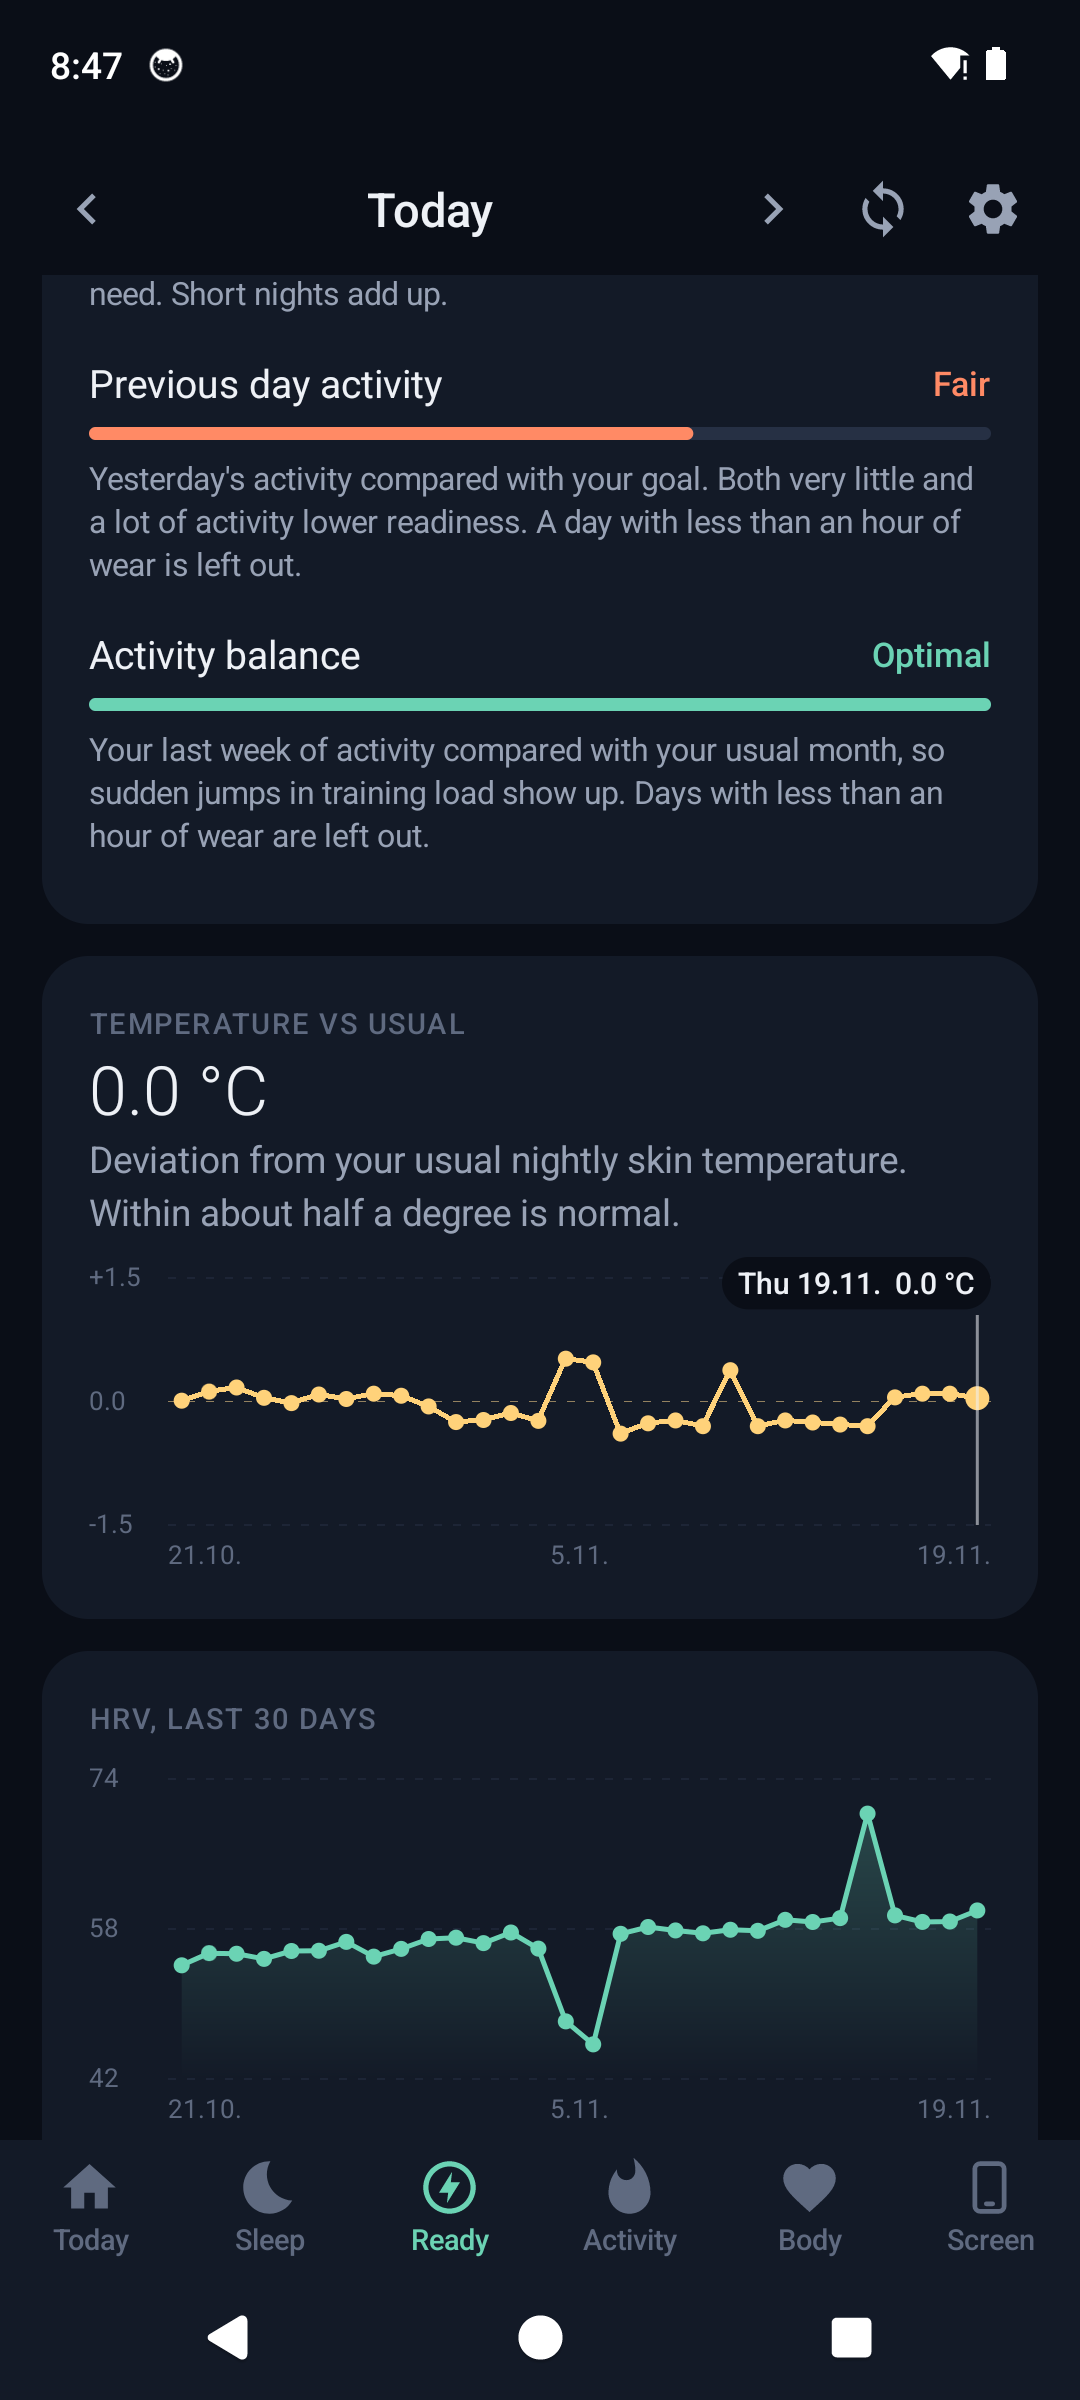 8:47
Today
need. Short nights add up.
Previous day activity
Fair
Yesterday's activity compared with your goal. Both very little and
a lot of activity lower readiness. A day with less than an hour of
wear is left out.
Activity balance
Optimal
Your last week of activity compared with your usual month, so
sudden jumps in training load show up. Days with less than an
hour of wear are left out.
TEMPERATURE VS USUAL
0.0 °C
Deviation from your usual nightly skin temperature.
Within about half a degree is normal.
+1.5
Thu 19.11. 0.0 °C
0.0
-1.5
21.10.
5.11.
19.11.
HRV, LAST 30 DAYS
74
58
42
21.10.
5.11.
19.11.
Today
Sleep
Ready
Activity
Body
Screen